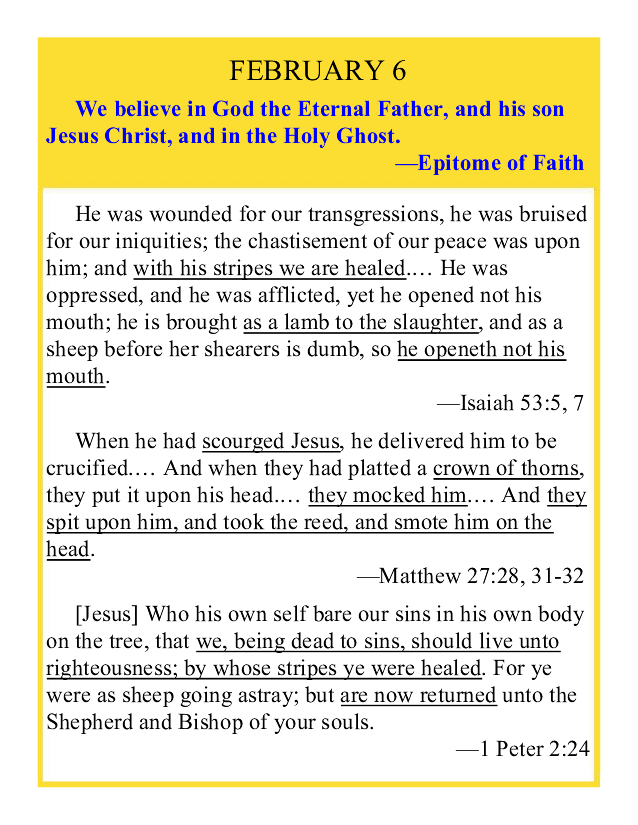 FEBRUARY 6
We believe in God the Eternal Father, and his son
Jesus Christ, and in the Holy Ghost.
—Epitome of Faith
He was wounded for our transgressions, he was bruised
for our iniquities; the chastisement of our peace was upon
him; and with his stripes we are healed.… He was
oppressed, and he was afflicted, yet he opened not his
mouth; he is brought as a lamb to the slaughter, and as a
sheep before her shearers is dumb, so he openeth not his
mouth.
—Isaiah 53:5, 7
When he had scourged Jesus, he delivered him to be
crucified.… And when they had platted a crown of thorns,
they put it upon his head.… they mocked him.… And they
spit upon him, and took the reed, and smote him on the
head.
—Matthew 27:28, 31-32
[Jesus] Who his own self bare our sins in his own body
on the tree, that we, being dead to sins, should live unto
righteousness; by whose stripes ye were healed. For ye
were as sheep going astray; but are now returned unto the
Shepherd and Bishop of your souls.
—1 Peter 2:24